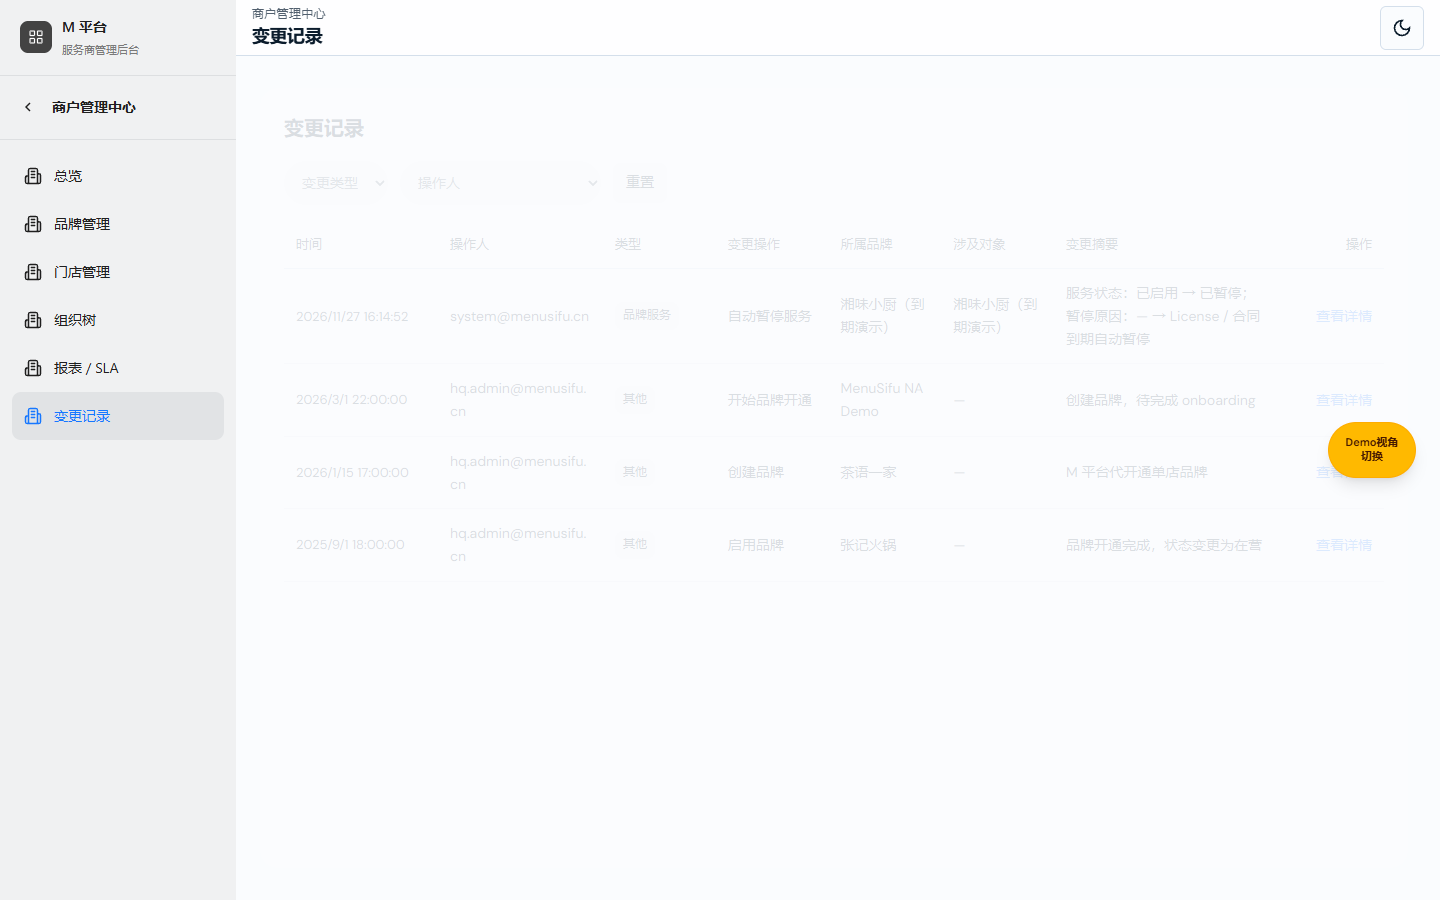 M 平台
服务商管理后台
商户管理中心
总览
品牌管理
门店管理
组织树
报表 / SLA
变更记录
商户管理中心
变更记录
变更记录
变更类型
操作人
重置
时间 操作人 类型 变更操作 所属品牌 涉及对象 变更摘要 操作
2026/11/27 16:14:52 system@menusifu.cn 品牌服务 自动暂停服务
湘味小厨（到
期演示）
湘味小厨（到
期演示）
服务状态：已启用 → 已暂停；
暂停原因：— → License / 合同
到期自动暂停
查看详情
2026/3/1 22:00:00
hq.admin@menusifu.
cn
其他 开始品牌开通
MenuSifu NA
Demo
— 创建品牌，待完成 onboarding 查看详情
2026/1/15 17:00:00
hq.admin@menusifu.
cn
其他 创建品牌 茶语一家 — M 平台代开通单店品牌
2025/9/1 18:00:00
hq.admin@menusifu.
cn
其他 启用品牌 张记火锅 — 品牌开通完成，状态变更为在营 查看详情
Demo视角
切换